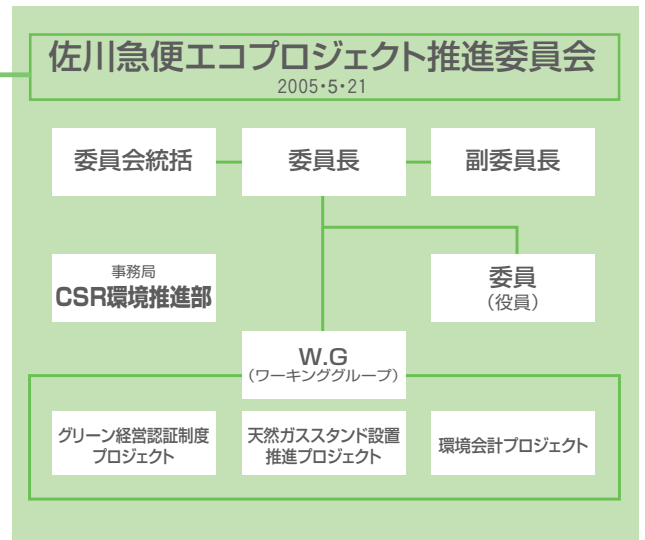 佐川急便エコプロジェクト推進委員会
2005・5・21
委員会統括
委員長
副委員長
事務局
CSR環境推進部
委員
（役員）
W.G
（ワーキンググループ）
グリーン経営認証制度
プロジェクト
天然ガススタンド設置
推進プロジェクト
環境会計プロジェクト